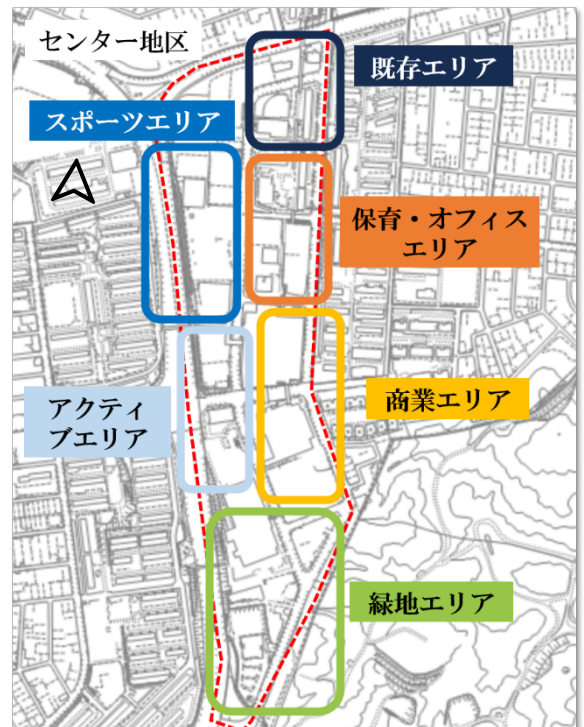 センター地区
既存エリア
スポーツエリア
保育・オフィス
エリア
アクティ
ブエリア
商業エリア
緑地エリア